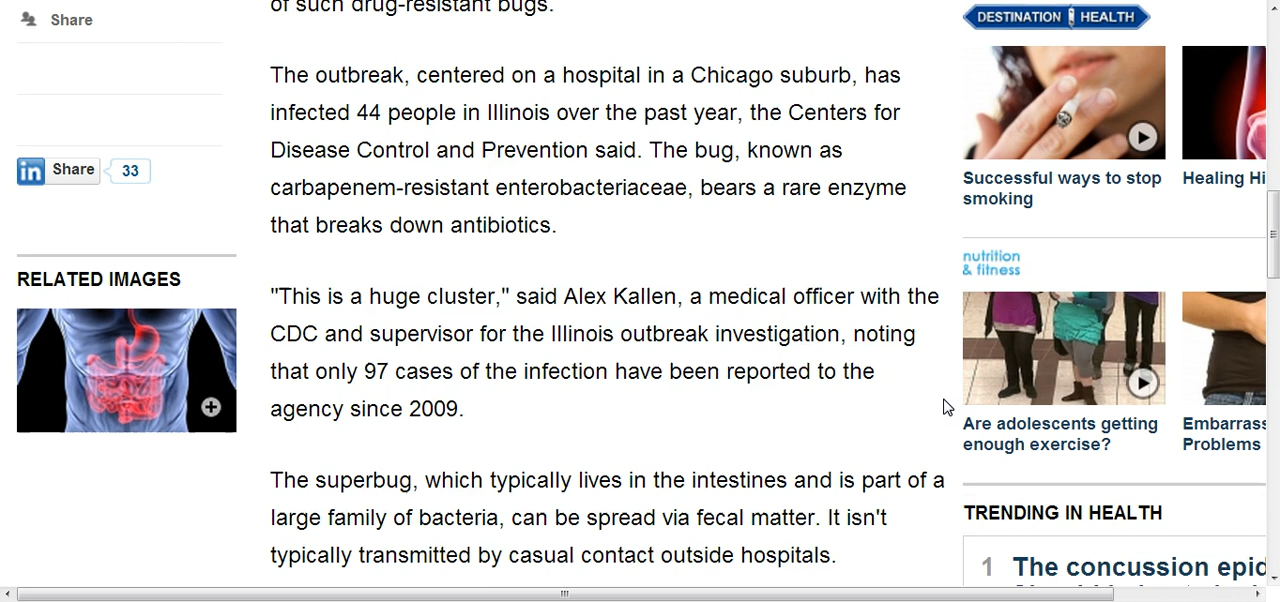 of such drug-resistant bugs.
Share
The outbreak, centered on a hospital in a Chicago suburb, has
infected 44 people in Illinois over the past year, the Centers for
Disease Control and Prevention said. The bug, known as
carbapenem-resistant enterobacteriaceae, bears a rare enzyme
that breaks down antibiotics.
in Share 33
RELATED IMAGES
"This is a huge cluster," said Alex Kallen, a medical officer with the
CDC and supervisor for the Illinois outbreak investigation, noting
that only 97 cases of the infection have been reported to the
agency since 2009.
The superbug, which typically lives in the intestines and is part of a
large family of bacteria, can be spread via fecal matter. It isn't
typically transmitted by casual contact outside hospitals.
DESTINATION HEALTH
Successful ways to stop
smoking
Healing Hi
nutrition
& fitness
Are adolescents getting
enough exercise?
Embarrass
Problems
TRENDING IN HEALTH
1 The concussion epid